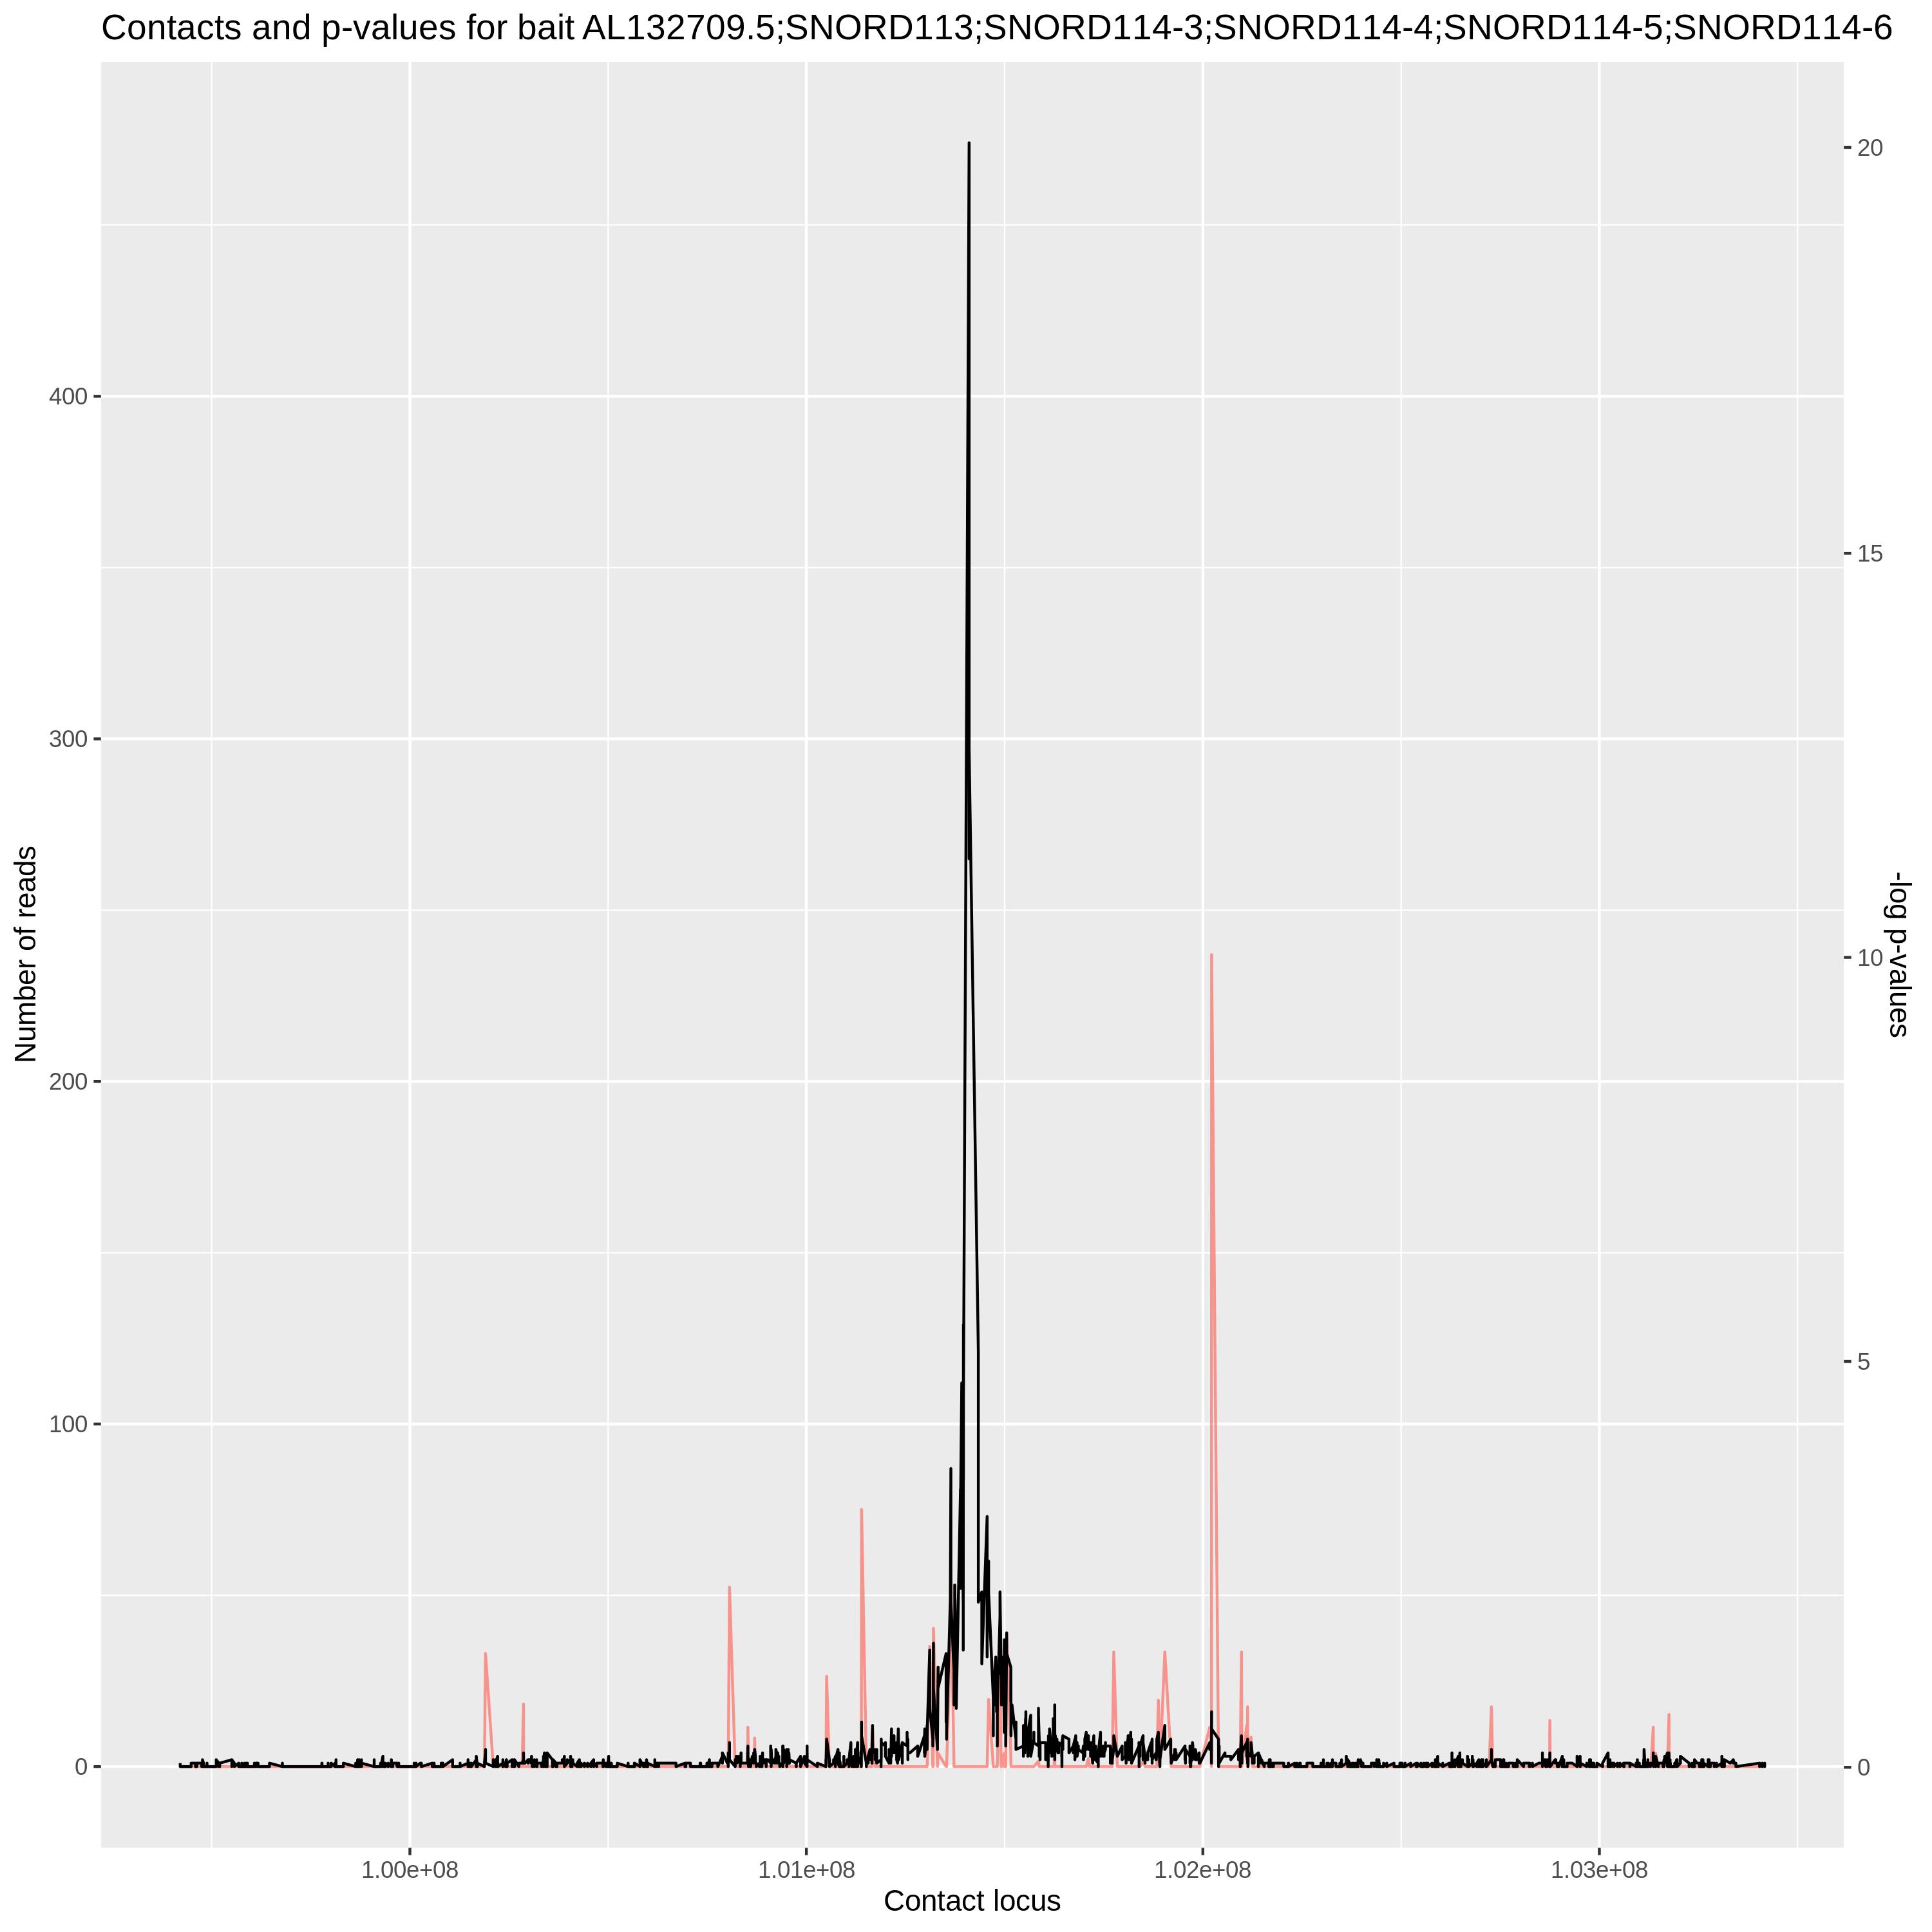 Contacts and p-values for bait AL132709.5;SNORD113;SNORD114-3;SNORD114-4;SNORD114-5;SNORD114-6
Number of reads
400
300
200
100
0
20
15
10
5
0
-log p-values
1.00e+08 1.01e+08 1.02e+08 1.03e+08
Contact locus